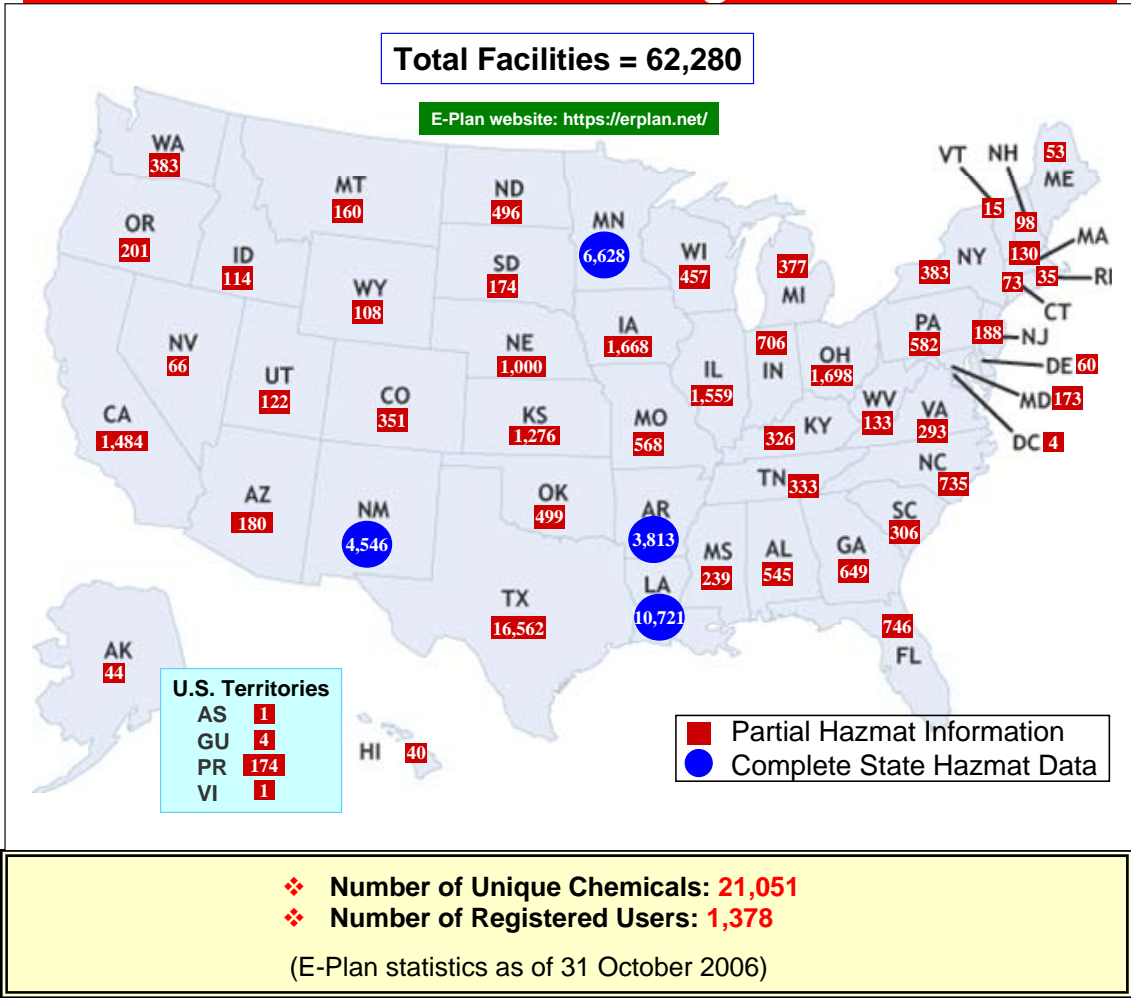 Total Facilities = 62,280
E-Plan website: https://erplan.net/
WA
383
OR
201
CA
1,484
NV
66
ID
114
MT
160
WY
108
UT
122
AZ
180
CO
351
NM
4,546
ND
496
SD
174
NE
1,000
KS
1,276
OK
499
TX
16,562
MN
6,628
IA
1,668
MO
568
AR
3,813
LA
10,721
WI
457
IL
1,559
377
MI
706
IN
OH
1,698
326
KY
TN 333
MS
239
AL
545
GA
649
746
FL
SC
306
NC
735
VA
293
WV
133
PA
582
NY
383
VT
15
NH
98
53
ME
130
MA
35
RI
73
CT
188
NJ
DE 60
MD 173
DC 4
AK
44
HI 40
U.S. Territories
AS 1
GU 4
PR 174
VI 1
Partial Hazmat Information
Complete State Hazmat Data
❖ Number of Unique Chemicals: 21,051
❖ Number of Registered Users: 1,378
(E-Plan statistics as of 31 October 2006)